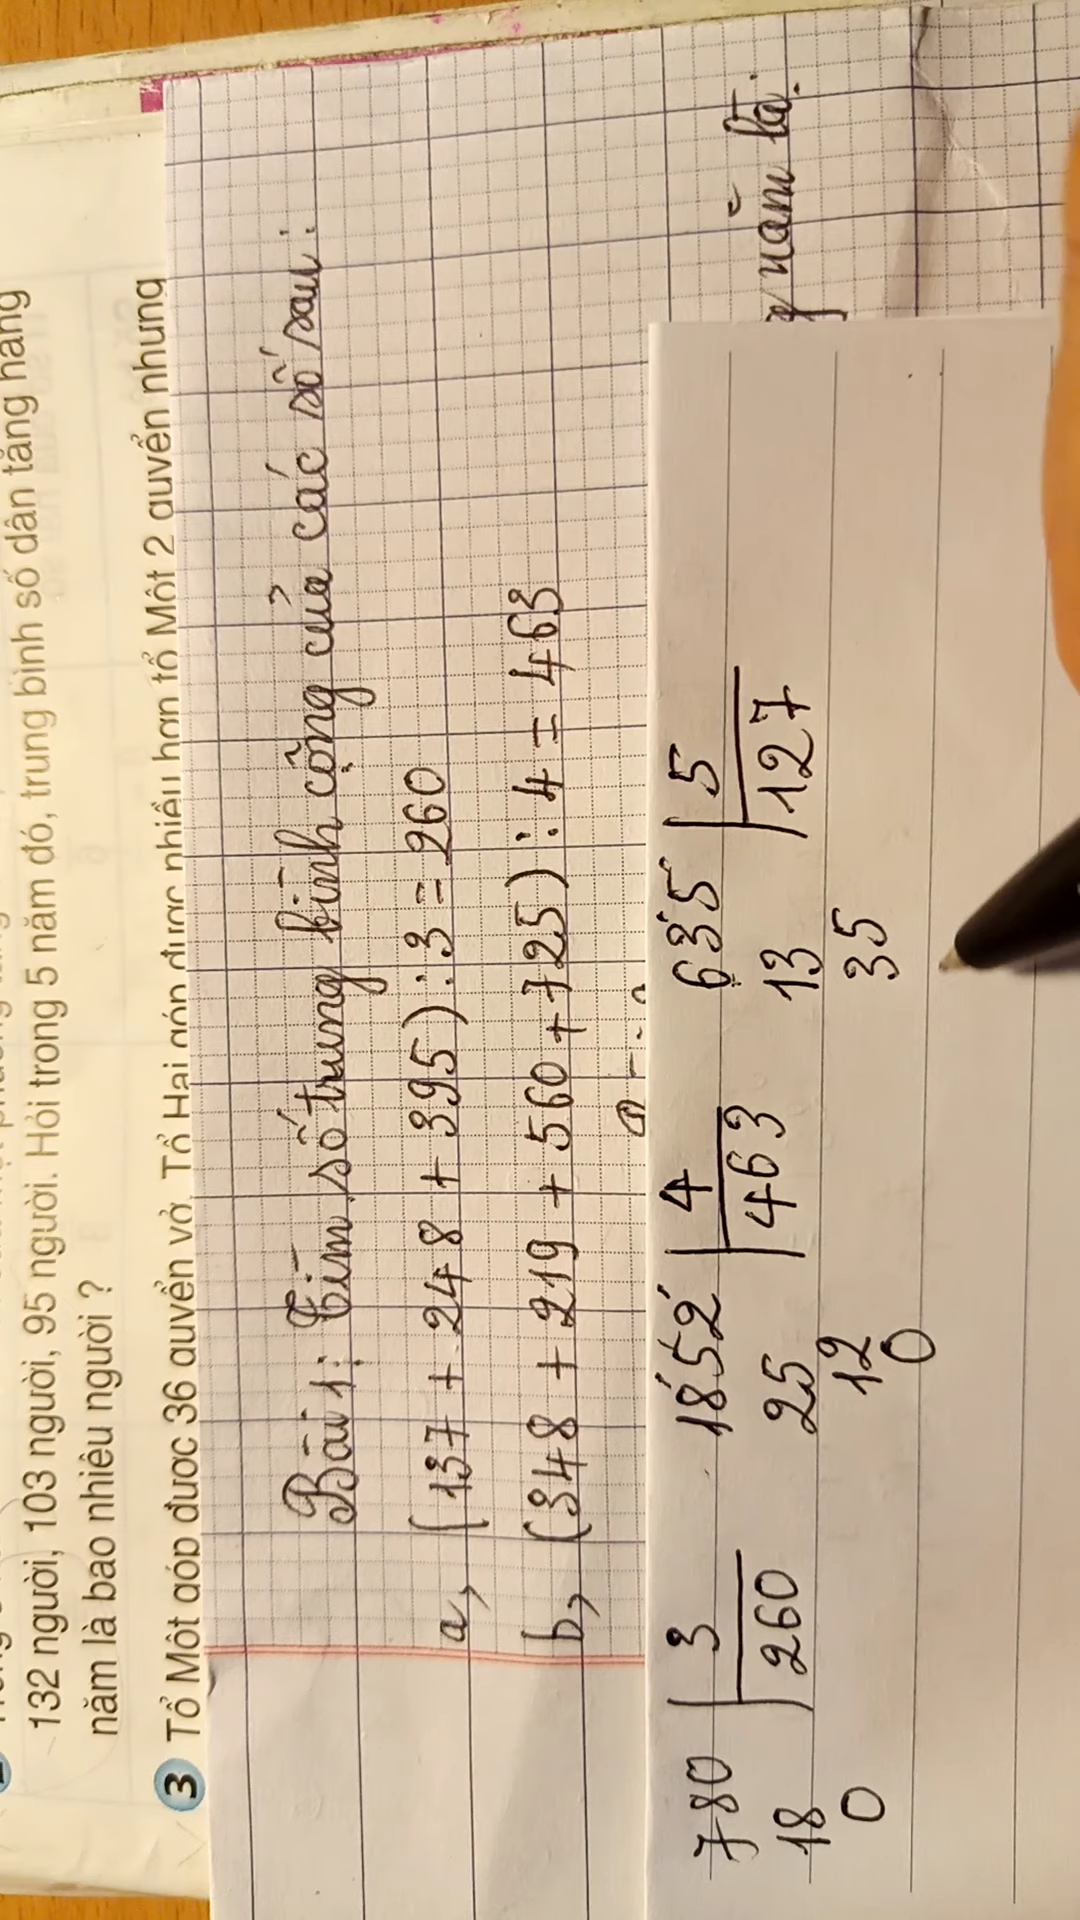 132 người, 103 người, 95 người. Hỏi trong 5 năm đó, trung bình số dân tăng hàng
năm là bao nhiêu người ?
3 Tổ Một góp được 36 quyển vở. Tổ Hai góp được nhiều hơn tổ Một 2 quyển nhưng
Bài 1: Tìm số trung bình cộng của các số sau:
a, (137 + 248 + 395) : 3 = 260
b, (348 + 219 + 560 + 725) : 4 = 463
năm là:
780 3 1852 4 635 5
18 260 25 463 13 127
0 12 35
0